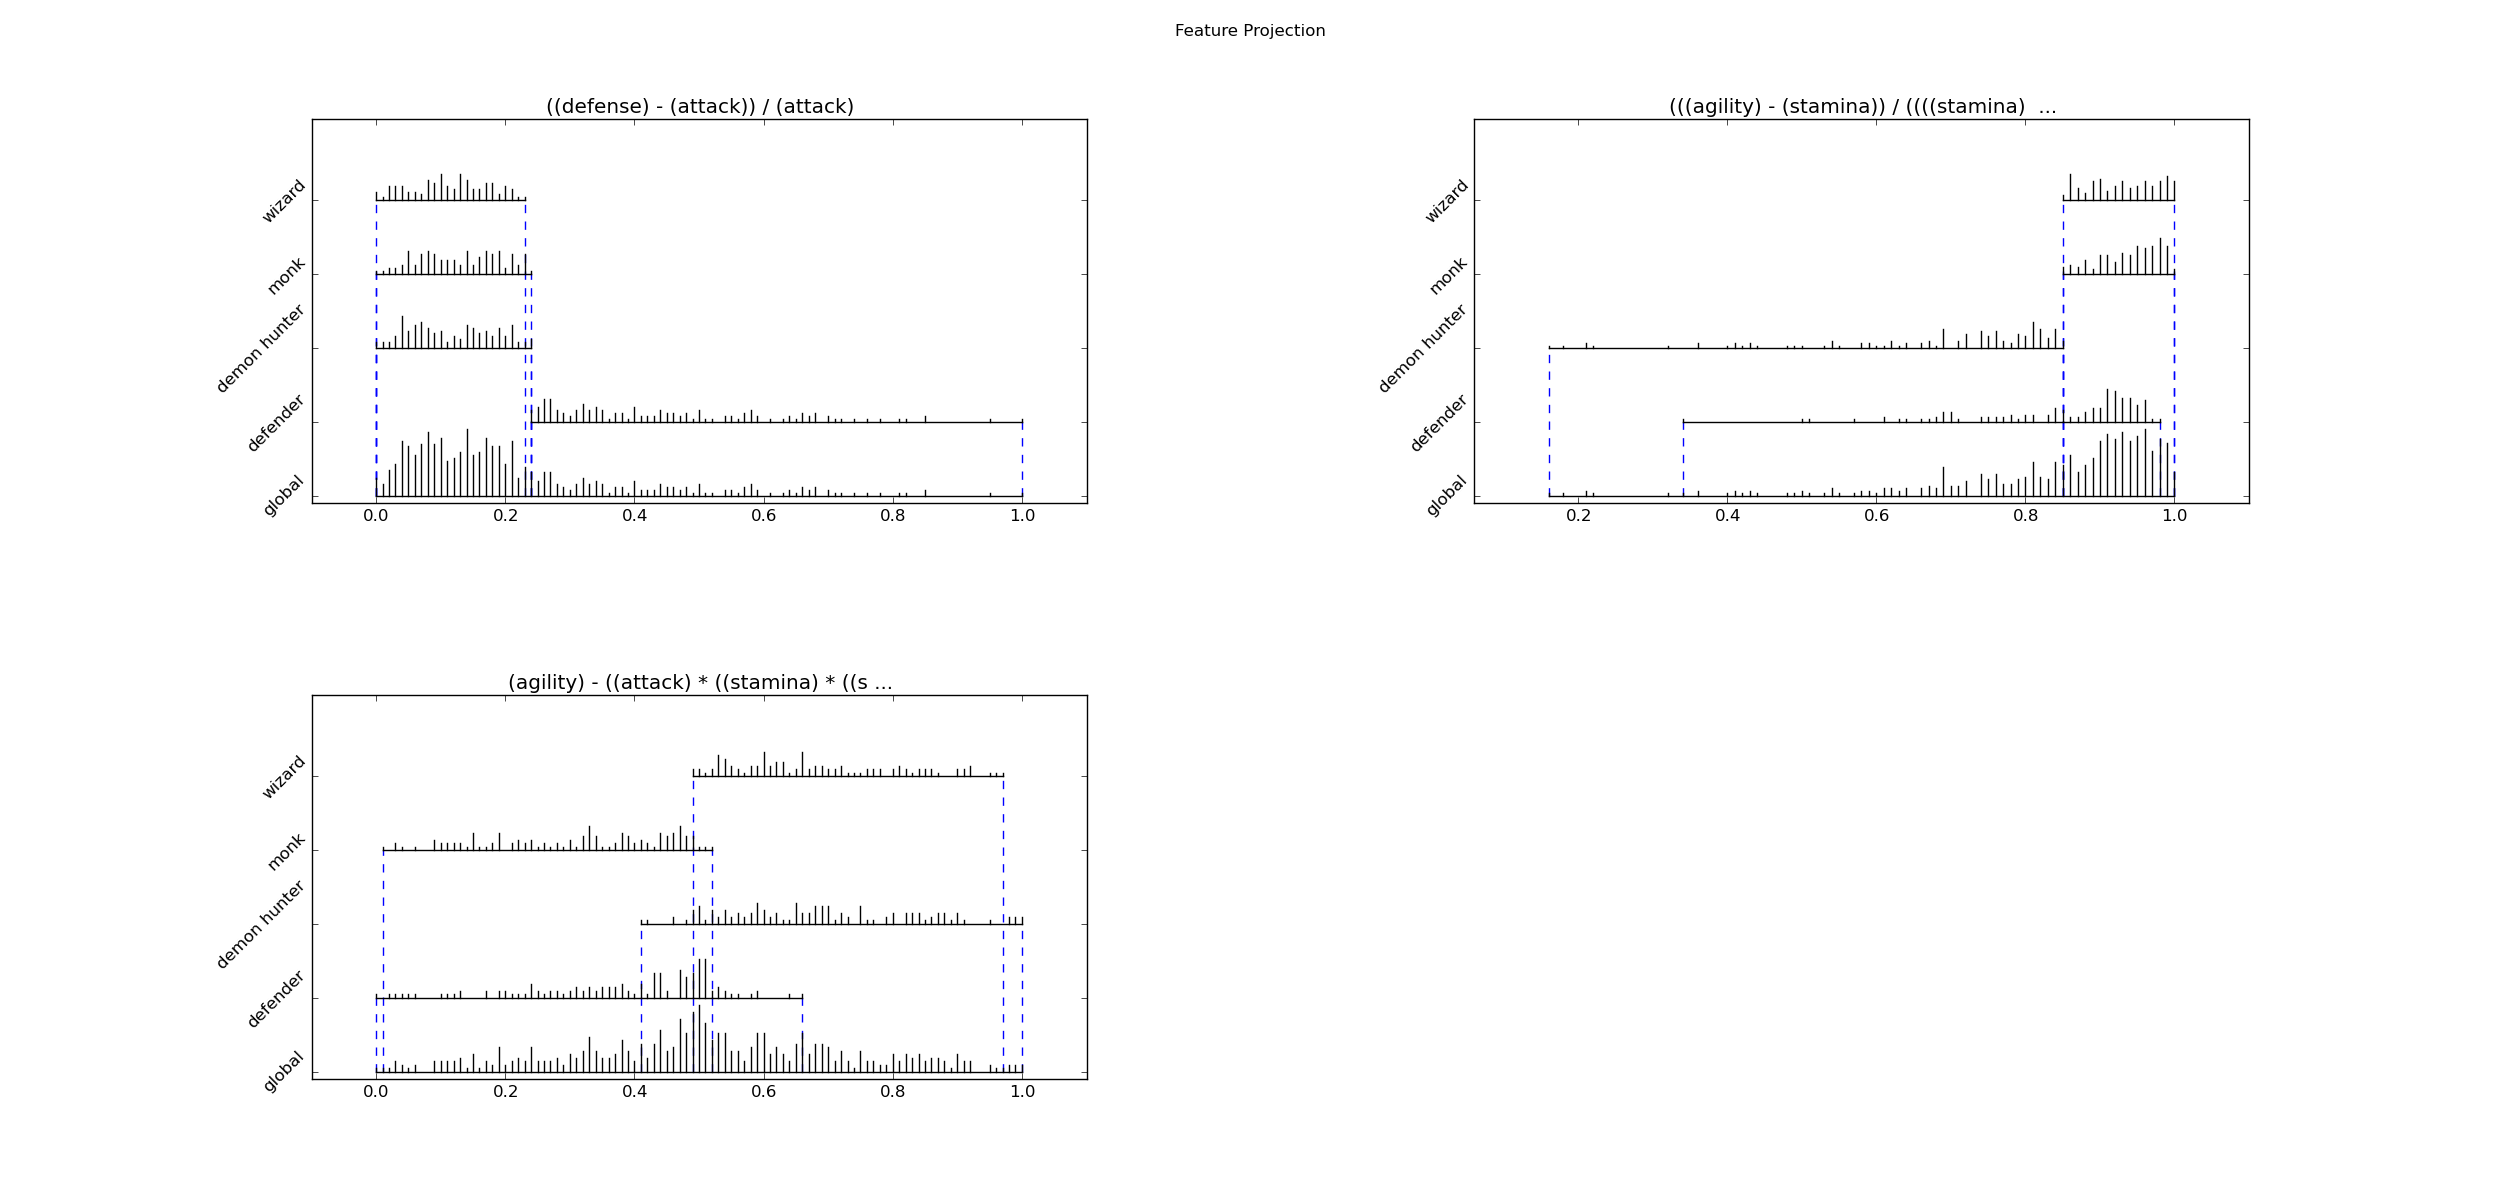 Feature Projection
((defense) - (attack)) / (attack)
wizard
monk
demon hunter
defender
global
0.0 0.2 0.4 0.6 0.8 1.0
(((agility) - (stamina)) / ((((stamina)  ...
wizard
monk
demon hunter
defender
global
0.2 0.4 0.6 0.8 1.0
(agility) - ((attack) * ((stamina) * ((s ...
wizard
monk
demon hunter
defender
global
0.0 0.2 0.4 0.6 0.8 1.0